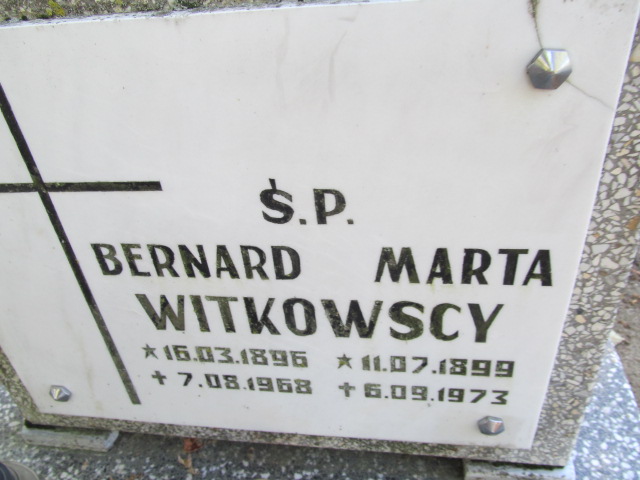 Ś.P.
BERNARD MARTA
WITKOWSCY
*16.03.1896 *11.07.1899
✝ 7.08.1968 ✝ 6.09.1973